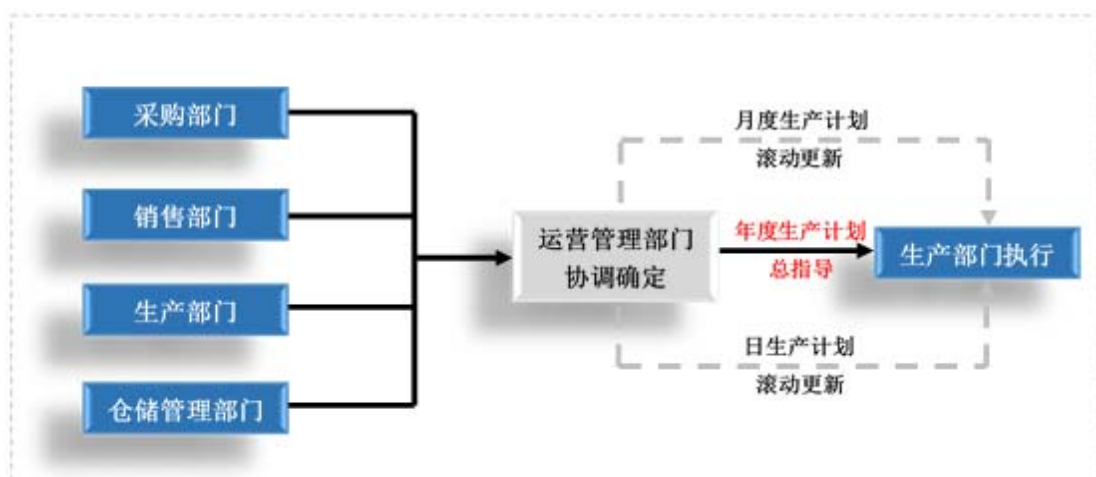 采购部门
销售部门
生产部门
仓储管理部门
运营管理部门
协调确定
月度生产计划
滚动更新
年度生产计划
总指导
日生产计划
滚动更新
生产部门执行